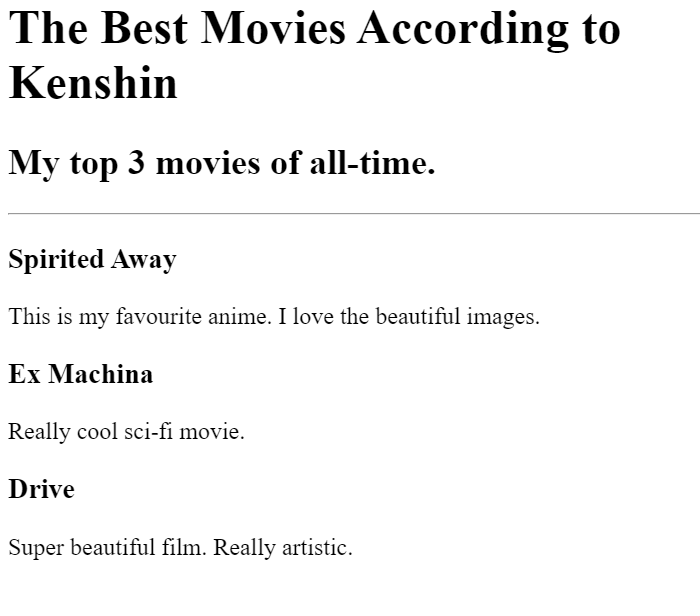 The Best Movies According to
Kenshin
My top 3 movies of all-time.
Spirited Away
This is my favourite anime. I love the beautiful images.
Ex Machina
Really cool sci-fi movie.
Drive
Super beautiful film. Really artistic.